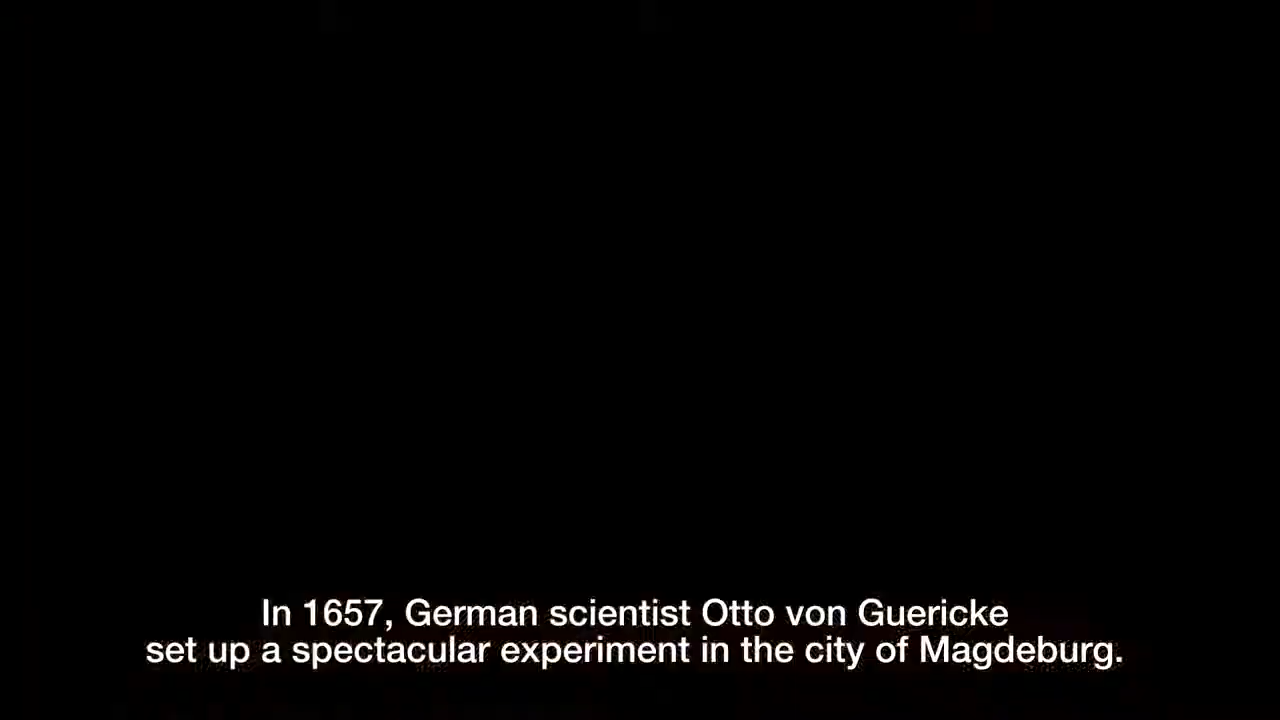 In 1657, German scientist Otto von Guericke
set up a spectacular experiment in the city of Magdeburg.